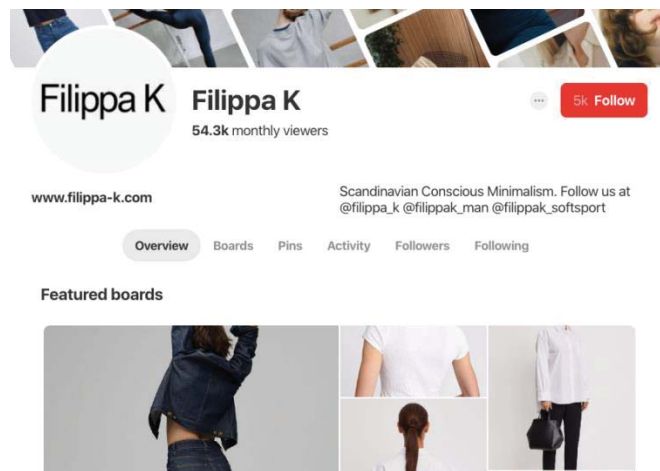 Filippa K
Filippa K
54.3k monthly viewers
5k Follow
www.filippa-k.com
Scandinavian Conscious Minimalism. Follow us at
@filippa_k @filippak_man @filippak_softsport
Overview Boards Pins Activity Followers Following
Featured boards